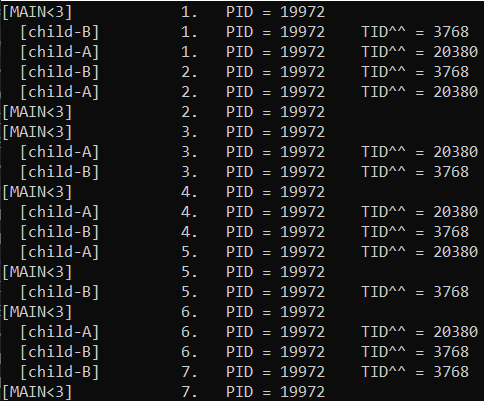 [MAIN<3] 1. PID = 19972
[child-B] 1. PID = 19972 TID^^ = 3768
[child-A] 1. PID = 19972 TID^^ = 20380
[child-B] 2. PID = 19972 TID^^ = 3768
[child-A] 2. PID = 19972 TID^^ = 20380
[MAIN<3] 2. PID = 19972
[MAIN<3] 3. PID = 19972
[child-A] 3. PID = 19972 TID^^ = 20380
[child-B] 3. PID = 19972 TID^^ = 3768
[MAIN<3] 4. PID = 19972
[child-A] 4. PID = 19972 TID^^ = 20380
[child-B] 4. PID = 19972 TID^^ = 3768
[child-A] 5. PID = 19972 TID^^ = 20380
[MAIN<3] 5. PID = 19972
[child-B] 5. PID = 19972 TID^^ = 3768
[MAIN<3] 6. PID = 19972
[child-A] 6. PID = 19972 TID^^ = 20380
[child-B] 6. PID = 19972 TID^^ = 3768
[child-B] 7. PID = 19972 TID^^ = 3768
[MAIN<3] 7. PID = 19972